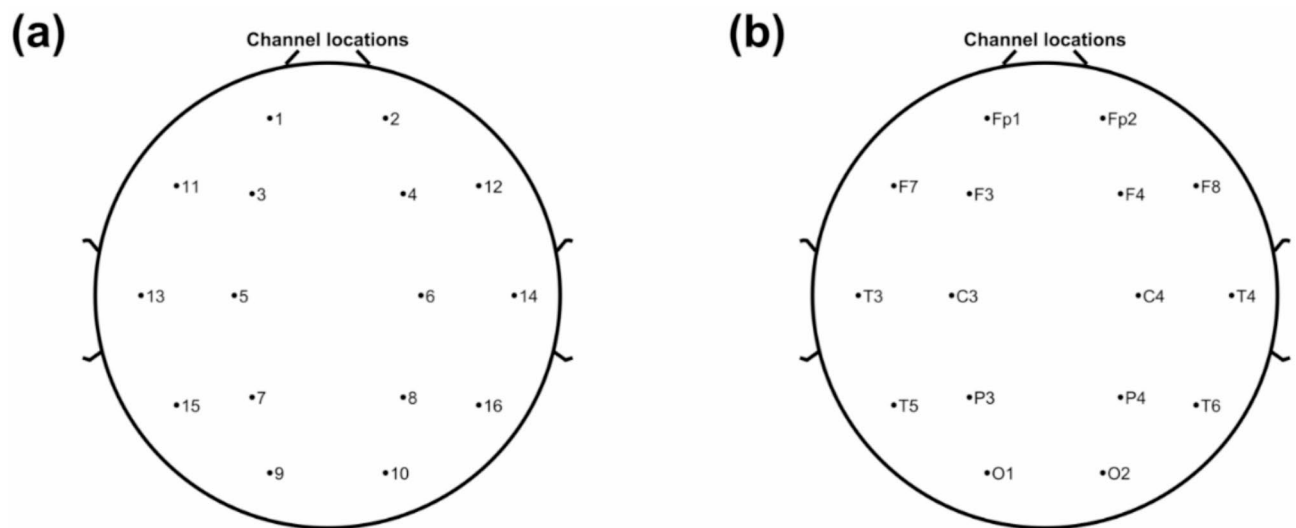 (a)
Channel locations
1 2
11 3 4 12
13 5 6 14
15 7 8 16
9 10
(b)
Channel locations
Fp1 Fp2
F7 F3 F4 F8
T3 C3 C4 T4
T5 P3 P4 T6
O1 O2